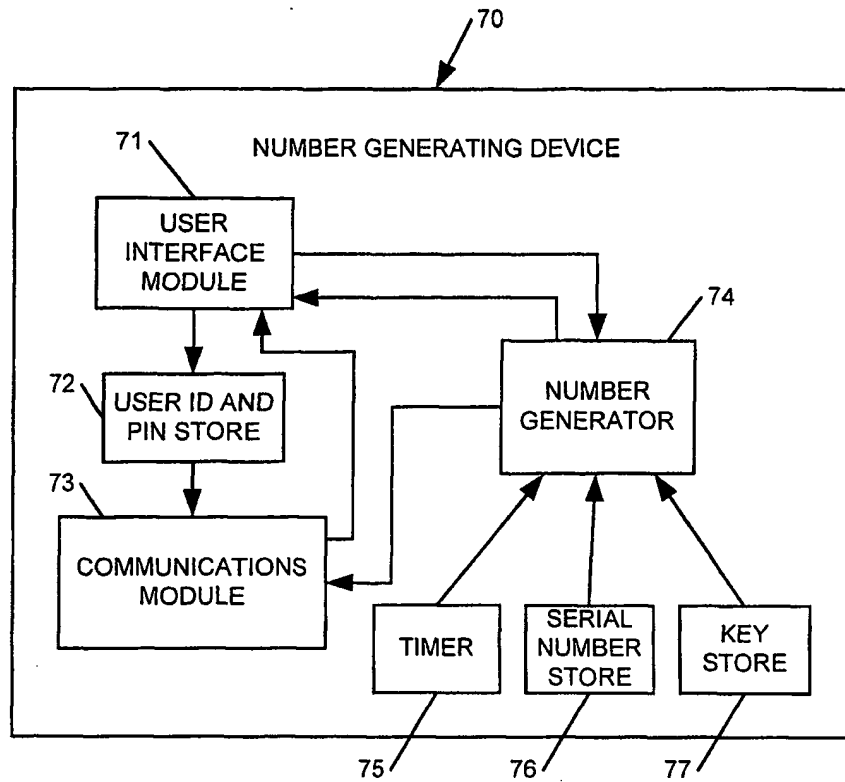 70
NUMBER GENERATING DEVICE
71
USER
INTERFACE
MODULE
74
NUMBER
GENERATOR
72
USER ID AND
PIN STORE
73
COMMUNICATIONS
MODULE
TIMER
SERIAL
NUMBER
STORE
KEY
STORE
75
76
77